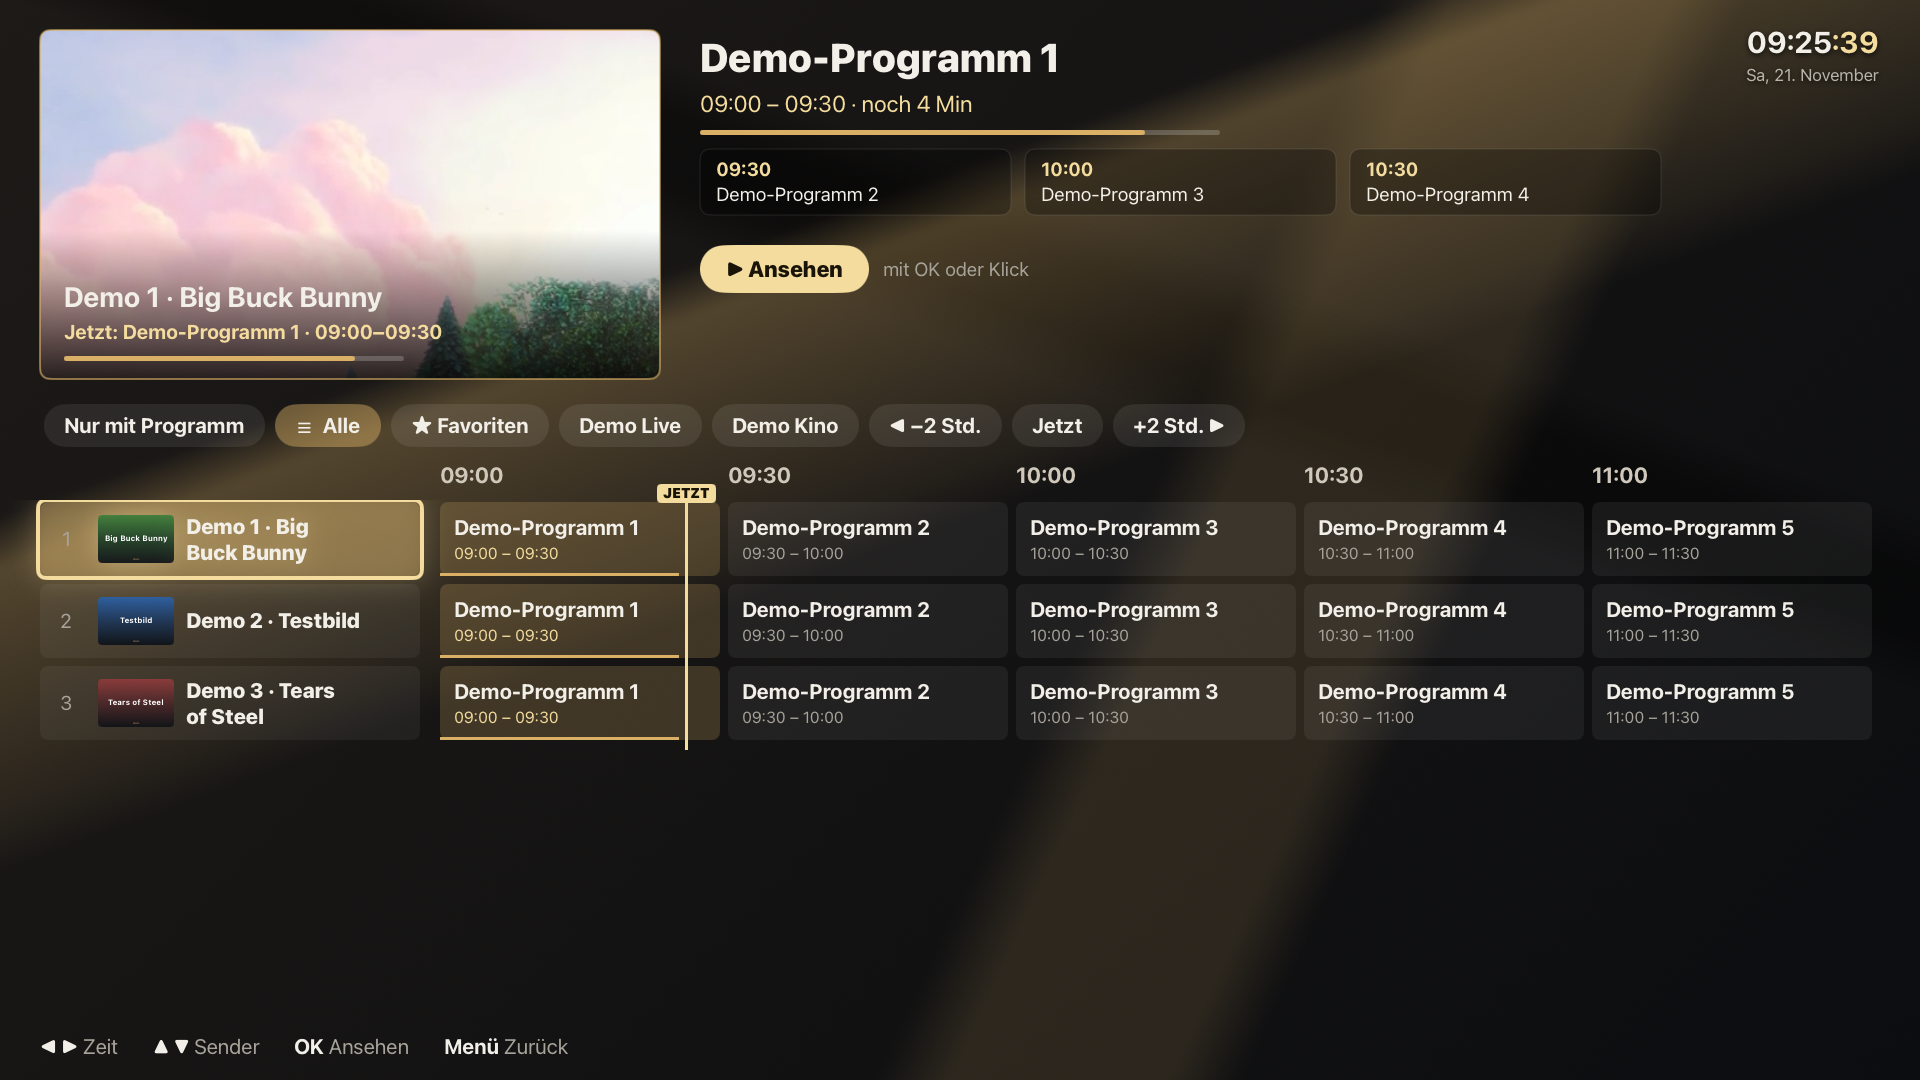 Demo-Programm 1
09:00 – 09:30 · noch 4 Min
09:25:39
Sa, 21. November
09:30
Demo-Programm 2
10:00
Demo-Programm 3
10:30
Demo-Programm 4
Ansehen
mit OK oder Klick
Demo 1 · Big Buck Bunny
Jetzt: Demo-Programm 1 · 09:00–09:30
Nur mit Programm
Alle
Favoriten
Demo Live
Demo Kino
−2 Std.
Jetzt
+2 Std.
09:00
09:30
10:00
10:30
11:00
JETZT
1
Big Buck Bunny
Demo 1 · Big
Buck Bunny
Demo-Programm 1
09:00 – 09:30
Demo-Programm 2
09:30 – 10:00
Demo-Programm 3
10:00 – 10:30
Demo-Programm 4
10:30 – 11:00
Demo-Programm 5
11:00 – 11:30
2
Testbild
Demo 2 · Testbild
Demo-Programm 1
09:00 – 09:30
Demo-Programm 2
09:30 – 10:00
Demo-Programm 3
10:00 – 10:30
Demo-Programm 4
10:30 – 11:00
Demo-Programm 5
11:00 – 11:30
3
Tears of Steel
Demo 3 · Tears
of Steel
Demo-Programm 1
09:00 – 09:30
Demo-Programm 2
09:30 – 10:00
Demo-Programm 3
10:00 – 10:30
Demo-Programm 4
10:30 – 11:00
Demo-Programm 5
11:00 – 11:30
Zeit
Sender
OK Ansehen
Menü Zurück